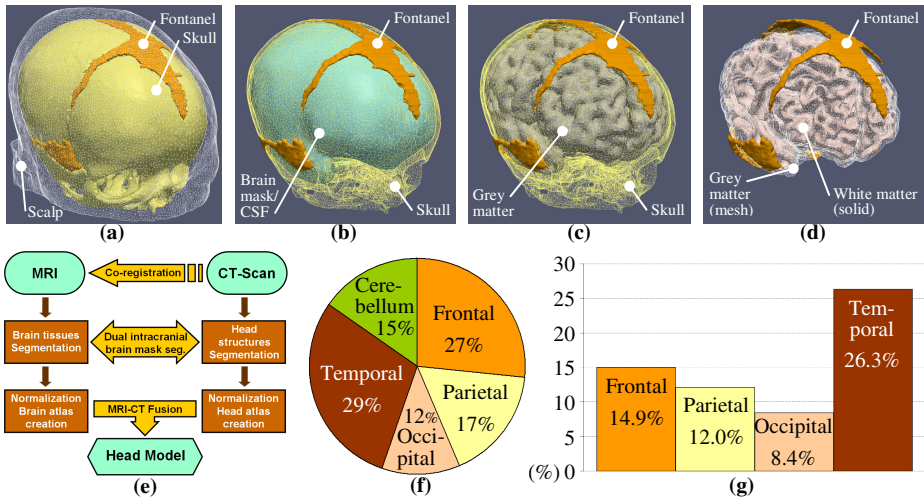 Fontanel
Skull
Scalp
(a)
Fontanel
Brain
mask/
CSF
Skull
(b)
Fontanel
Grey
matter
Skull
(c)
Fontanel
Grey
matter
(mesh)
White matter
(solid)
(d)
MRI
Co-registration
CT-Scan
Brain tissues
Segmentation
Dual intracranial
brain mask seg.
Head
structures
Segmentation
Normalization
Brain atlas
creation
MRI-CT Fusion
Normalization
Head atlas
creation
Head Model
(e)
Cere-
bellum
15%
Frontal
27%
Temporal
29%
Parietal
17%
12%
Occi-
pital
(f)
30
25
20
15
10
5
(%) 0
Frontal
14.9%
Parietal
12.0%
Occipital
8.4%
Tem-
poral
26.3%
(g)